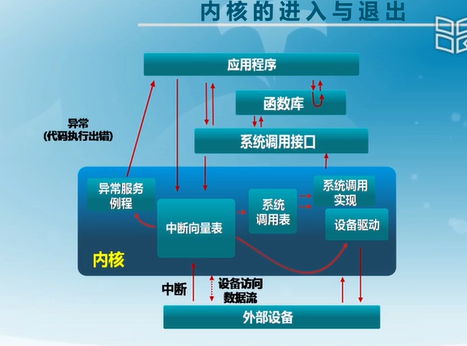 内核的进入与退出
应用程序
异常
(代码执行出错)
函数库
系统调用接口
异常服务
例程
中断向量表
系统
调用表
系统调用
实现
设备驱动
内核
中断
设备访问
数据流
外部设备